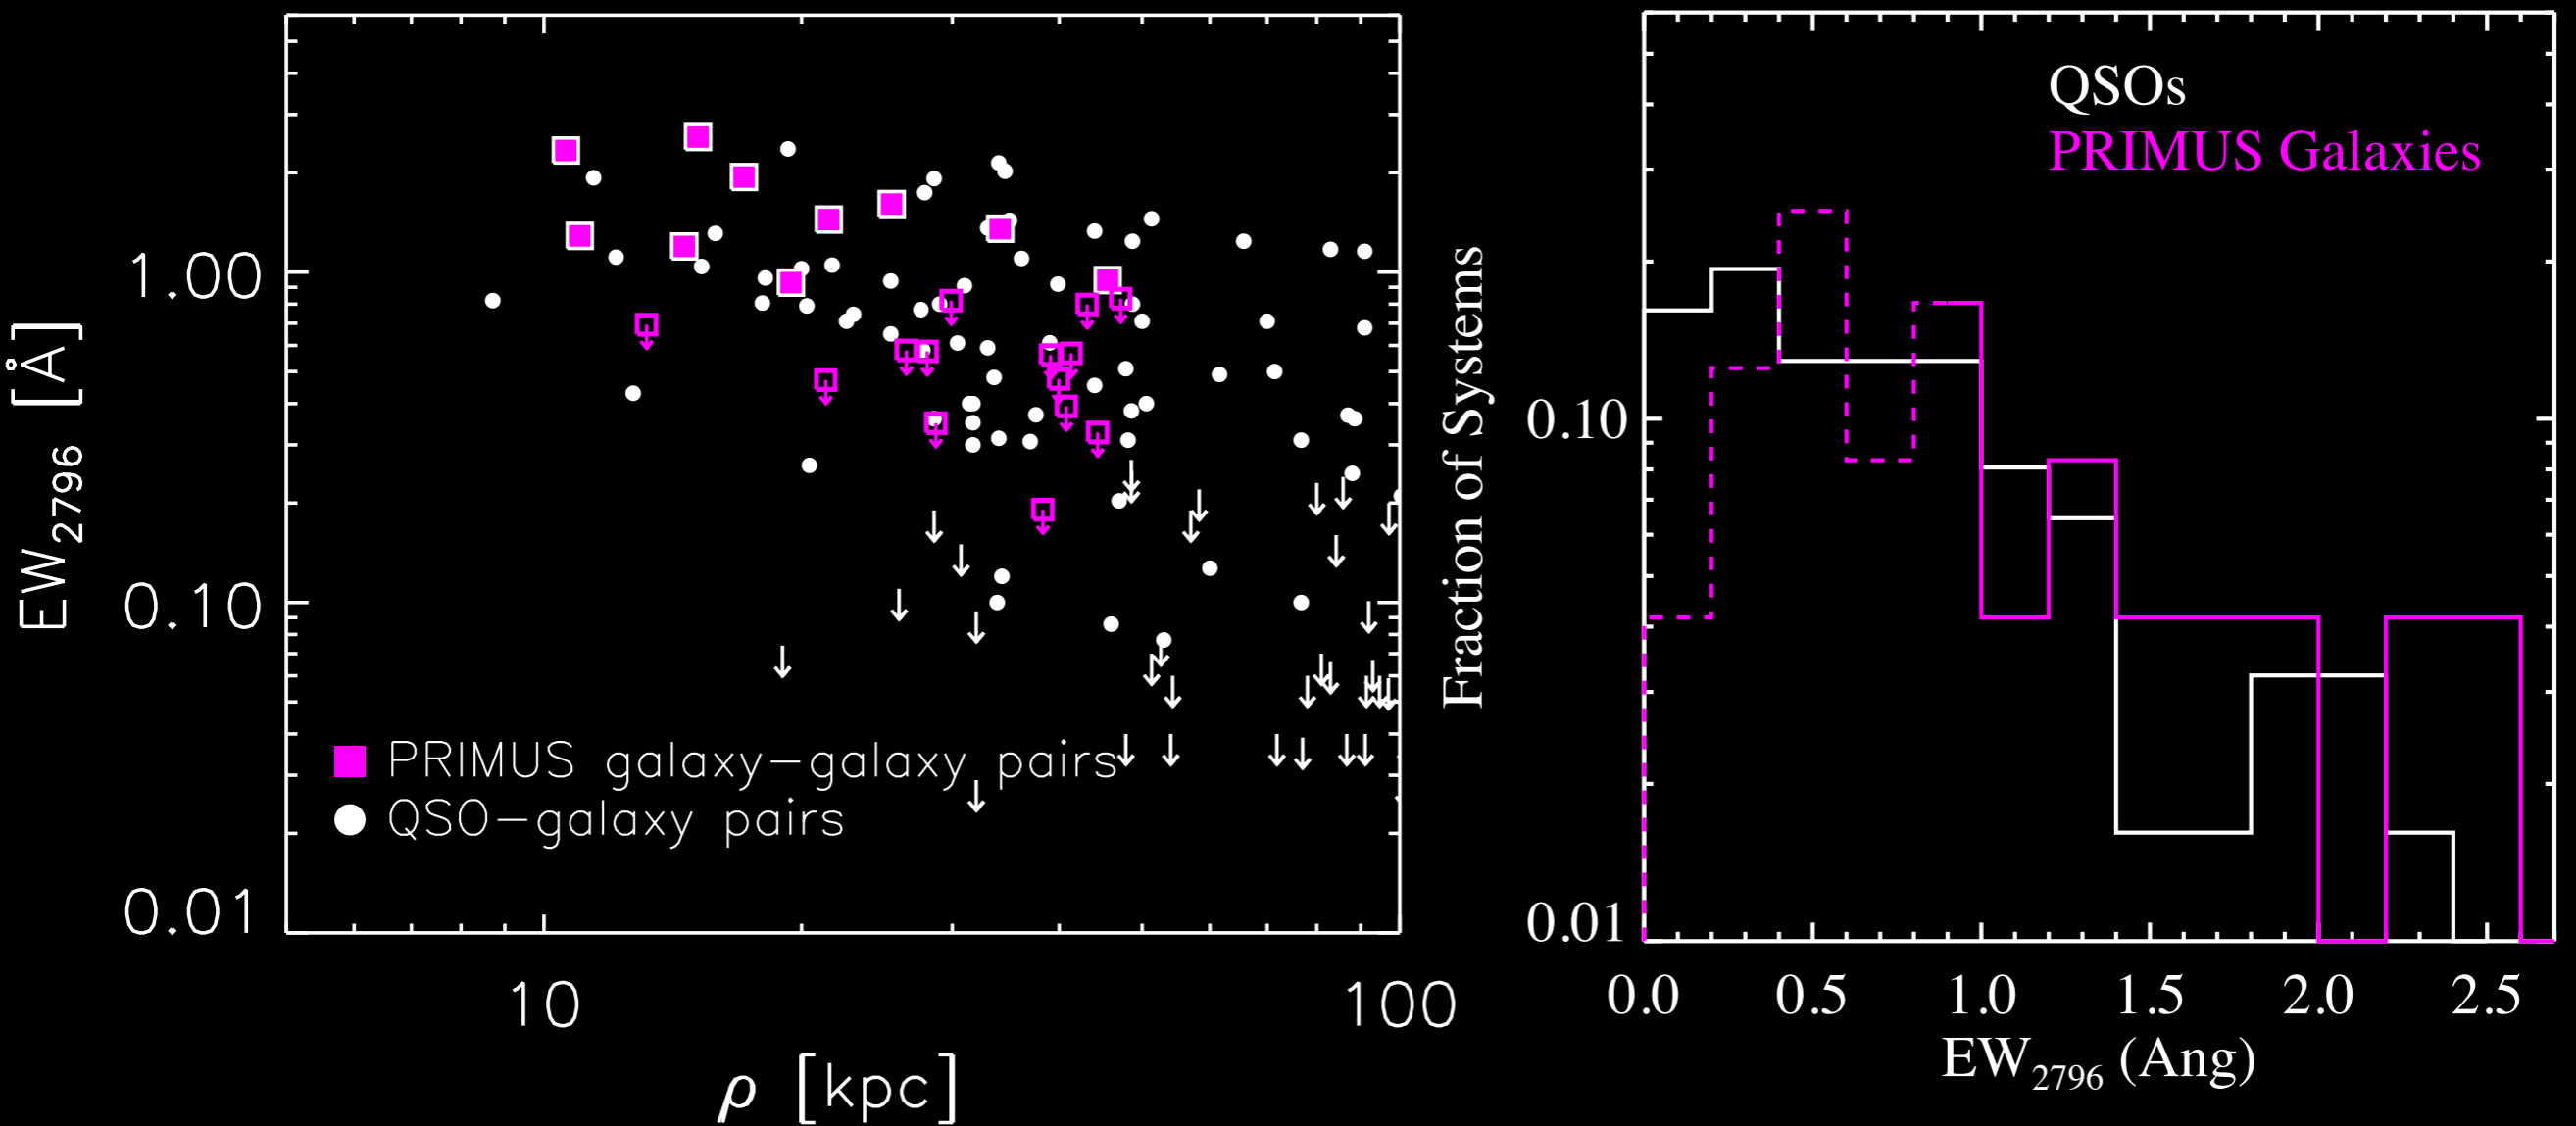 1.00
0.10
0.01
EW2796 [Å]
10
100
ρ [kpc]
PRIMUS galaxy-galaxy pairs
QSO-galaxy pairs
QSOs
PRIMUS Galaxies
Fraction of Systems
0.10
0.01
0.0 0.5 1.0 1.5 2.0 2.5
EW2796 (Ang)